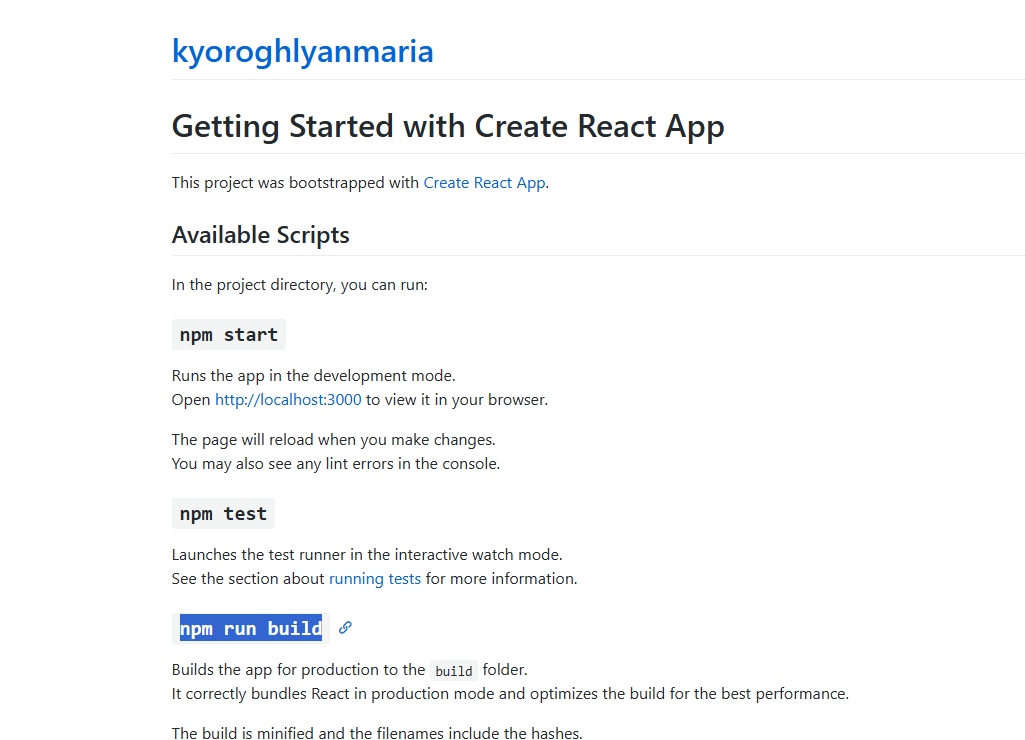 kyoroghlyanmaria
Getting Started with Create React App
This project was bootstrapped with Create React App.
Available Scripts
In the project directory, you can run:
npm start
Runs the app in the development mode.
Open http://localhost:3000 to view it in your browser.
The page will reload when you make changes.
You may also see any lint errors in the console.
npm test
Launches the test runner in the interactive watch mode.
See the section about running tests for more information.
npm run build
Builds the app for production to the build folder.
It correctly bundles React in production mode and optimizes the build for the best performance.
The build is minified and the filenames include the hashes.